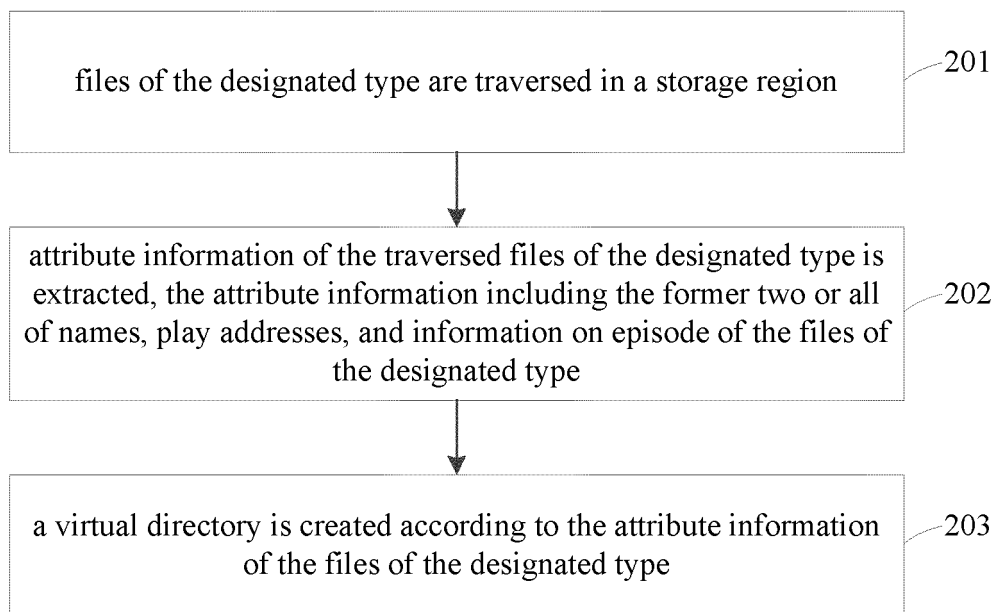 files of the designated type are traversed in a storage region
201
attribute information of the traversed files of the designated type is
extracted, the attribute information including the former two or all
of names, play addresses, and information on episode of the files of
the designated type
202
a virtual directory is created according to the attribute information
of the files of the designated type
203